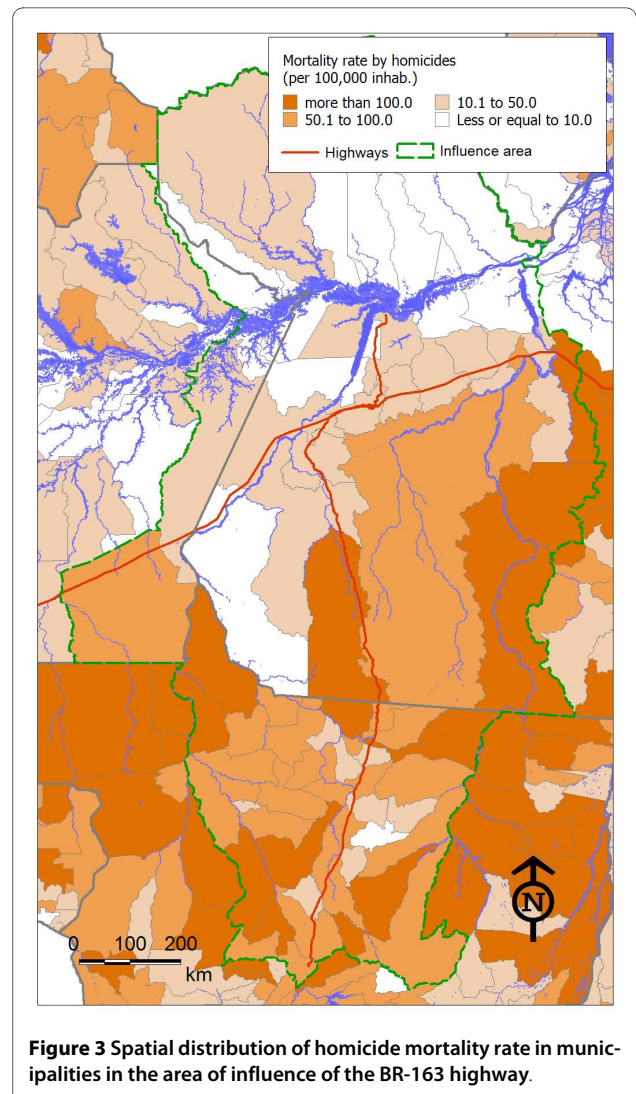 Mortality rate by homicides
(per 100,000 inhab.)
more than 100.0 10.1 to 50.0
50.1 to 100.0 Less or equal to 10.0
Highways Influence area
N
0 100 200
km
Figure 3 Spatial distribution of homicide mortality rate in munic-
ipalities in the area of influence of the BR-163 highway.